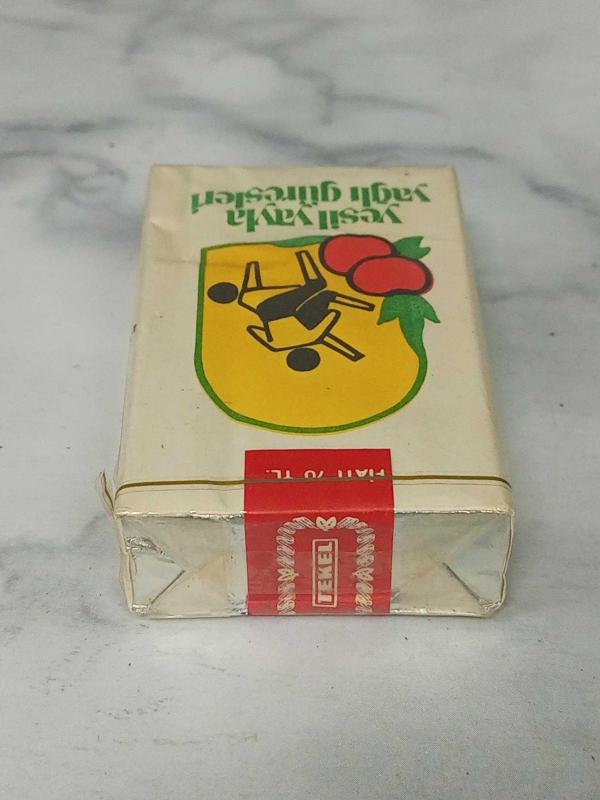 yeşil yayla
yağlı güreşleri
FİATI 70 TL.
TEKEL